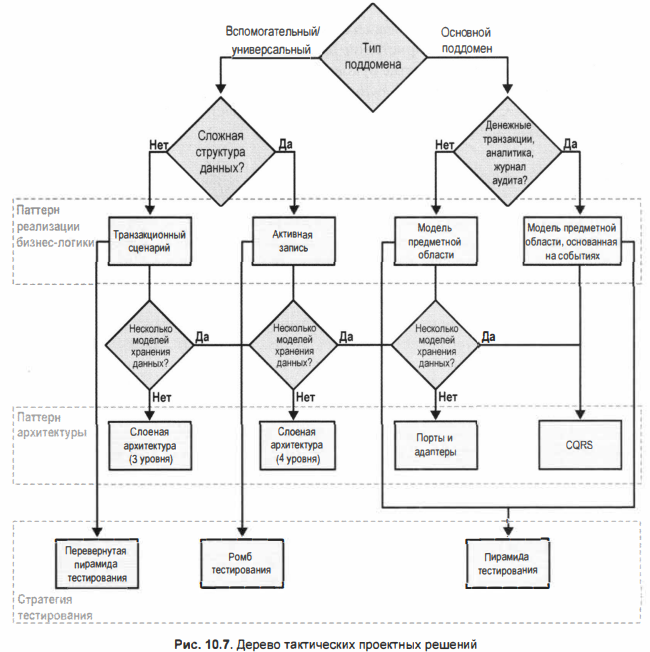 Вспомогательный/
универсальный
Тип
поддомена
Основной
поддомен
Сложная
структура
данных?
Нет
Да
Денежные
транзакции,
аналитика,
журнал
аудита?
Нет
Да
Паттерн
реализации
бизнес-логики
Транзакционный
сценарий
Активная
запись
Модель
предметной
области
Модель предметной
области, основанная
на событиях
Несколько
моделей
хранения
данных?
Да
Нет
Несколько
моделей
хранения
данных?
Да
Нет
Несколько
моделей
хранения
данных?
Да
Нет
Паттерн
архитектуры
Слоеная
архитектура
(3 уровня)
Слоеная
архитектура
(4 уровня)
Порты и
адаптеры
CQRS
Перевернутая
пирамида
тестирования
Ромб
тестирования
Пирамида
тестирования
Стратегия
тестирования
Рис. 10.7. Дерево тактических проектных решений